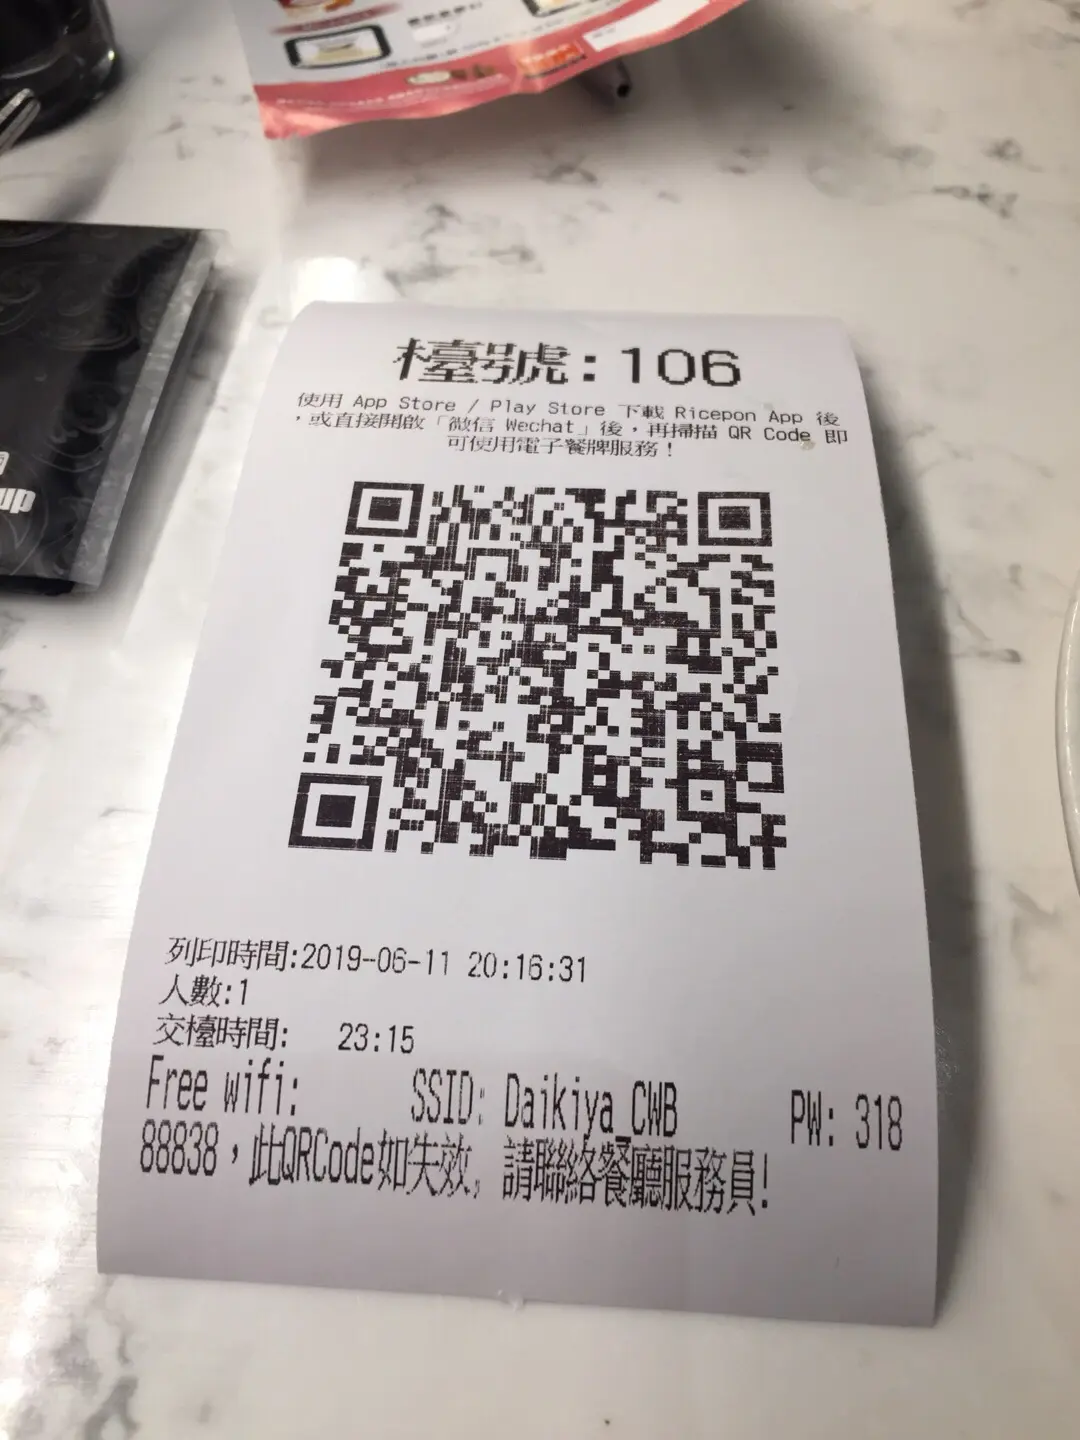 檯號:106
使用 App Store / Play Store 下載 Ricepon App 後
，或直接開啟「微信 Wechat」後，再掃描 QR Code 即
可使用電子餐牌服務！
列印時間:2019-06-11 20:16:31
人數:1
交檯時間: 23:15
Free wifi: SSID: Daikiya_CWB PW: 318
88838，此QRCode如失效，請聯絡餐廳服務員!
up